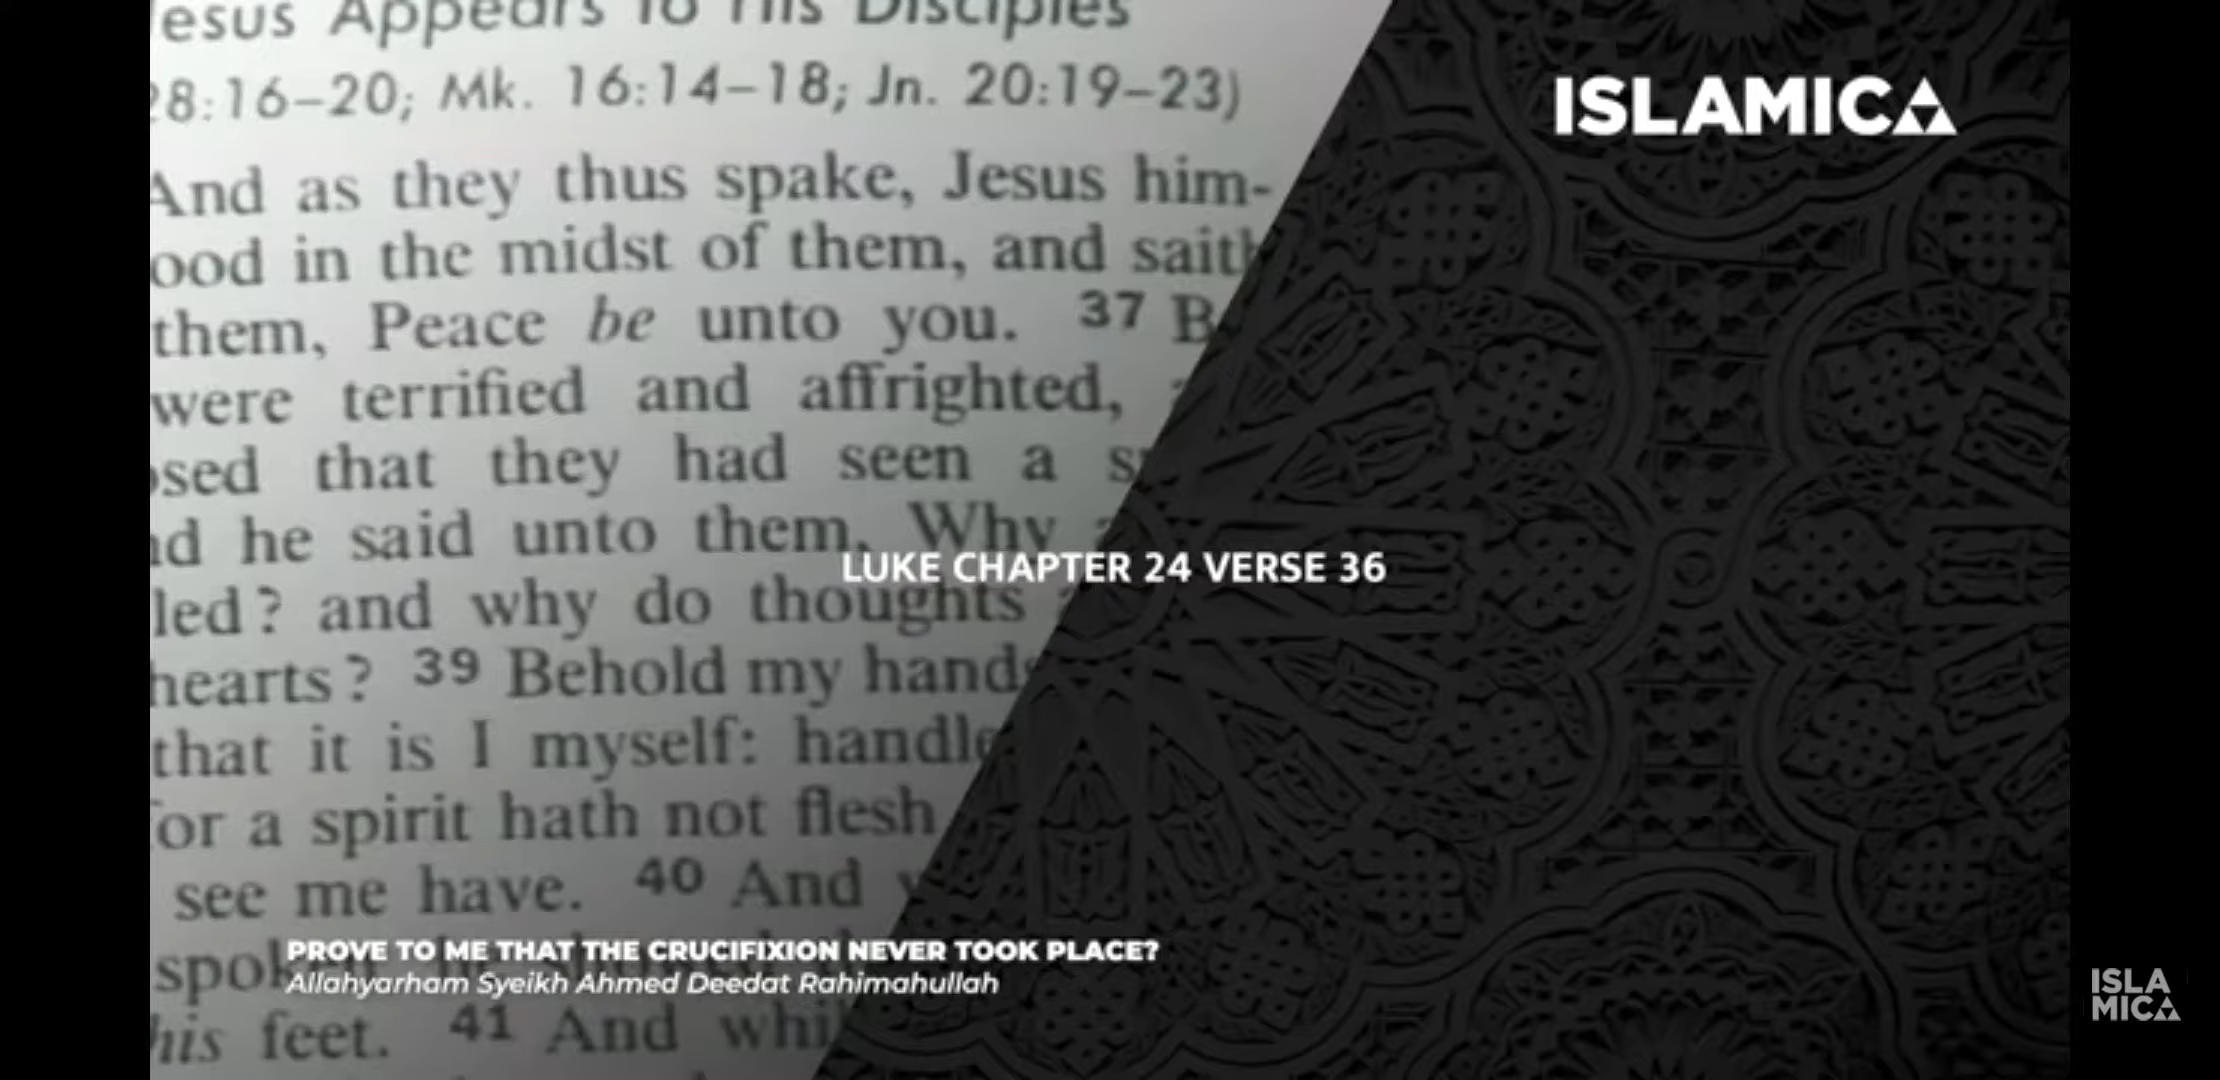 esus Appears to His Disciples
28:16–20; Mk. 16:14–18; Jn. 20:19–23)
And as they thus spake, Jesus him-
ood in the midst of them, and saith
them, Peace be unto you. 37 B
were terrified and affrighted,
osed that they had seen a s
nd he said unto them, Why
led? and why do thoughts
hearts? 39 Behold my hands
that it is I myself: handle
for a spirit hath not flesh
see me have. 40 And
spok
his feet. 41 And whi
ISLAMICA
LUKE CHAPTER 24 VERSE 36
PROVE TO ME THAT THE CRUCIFIXION NEVER TOOK PLACE?
Allahyarham Syeikh Ahmed Deedat Rahimahullah
ISLA
MICA